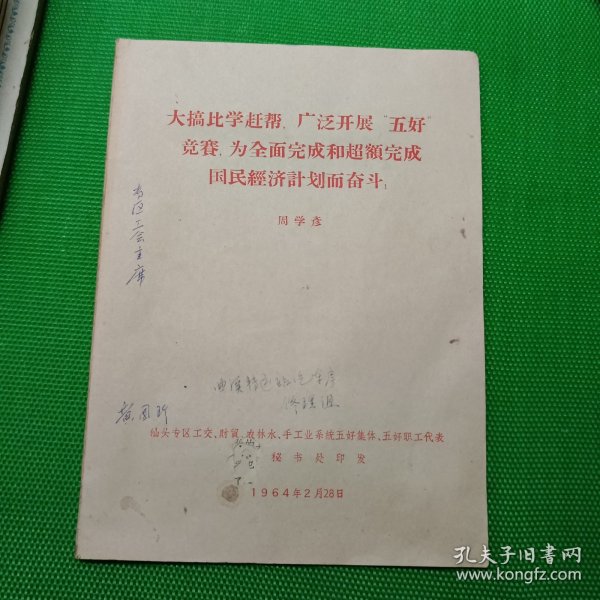 大搞比学赶帮，广泛开展“五好”
竞赛，为全面完成和超額完成
国民經济計划而奋斗！
周学彦
专区工会主席
汕头专区工交、財貿、农林水、手工业系统五好集体、五好职工代表
秘书处印发
1964年2月28日
孔夫子旧书网
www.kongfz.com